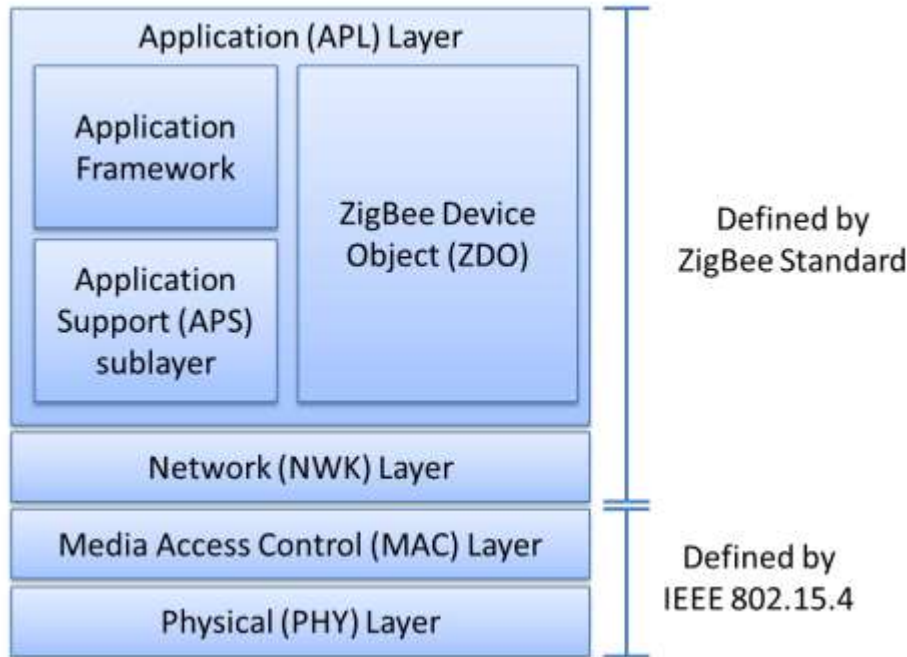 Application (APL) Layer
Application
Framework
Application
Support (APS)
sublayer
ZigBee Device
Object (ZDO)
Network (NWK) Layer
Media Access Control (MAC) Layer
Physical (PHY) Layer
Defined by
ZigBee Standard
Defined by
IEEE 802.15.4